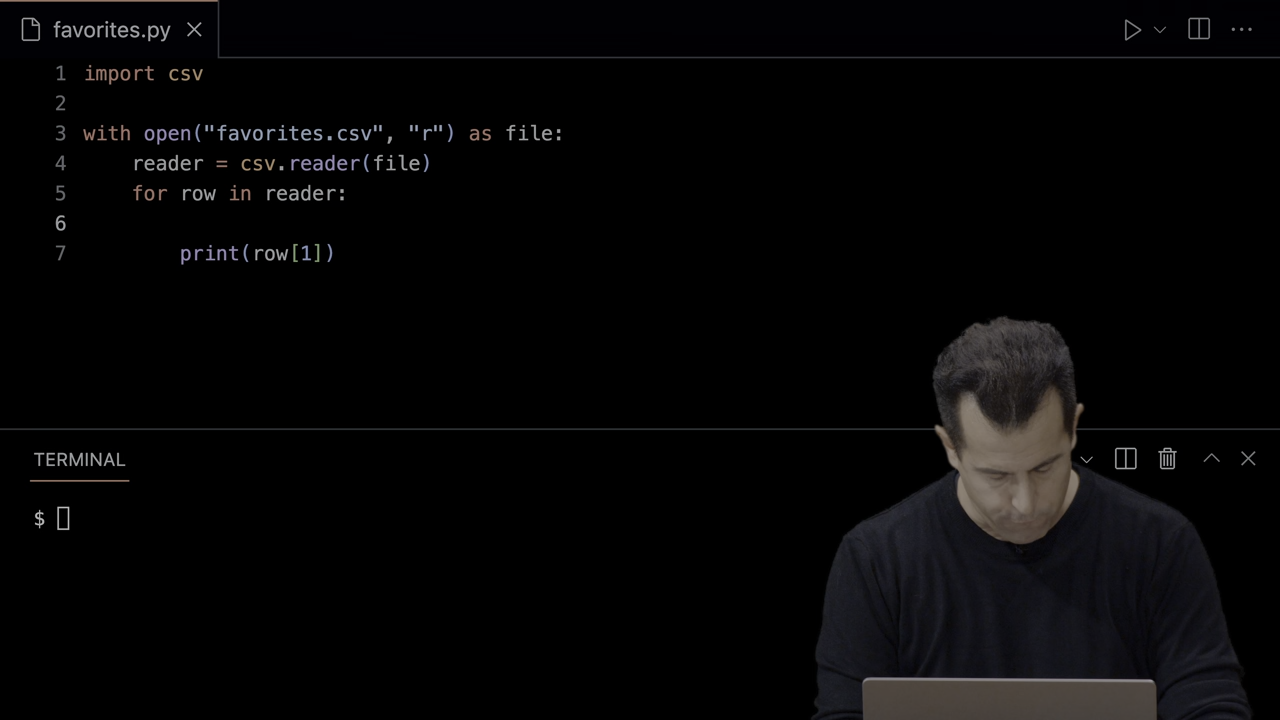 favorites.py
1 import csv
2
3 with open("favorites.csv", "r") as file:
4     reader = csv.reader(file)
5     for row in reader:
6
7         print(row[1])
TERMINAL
$